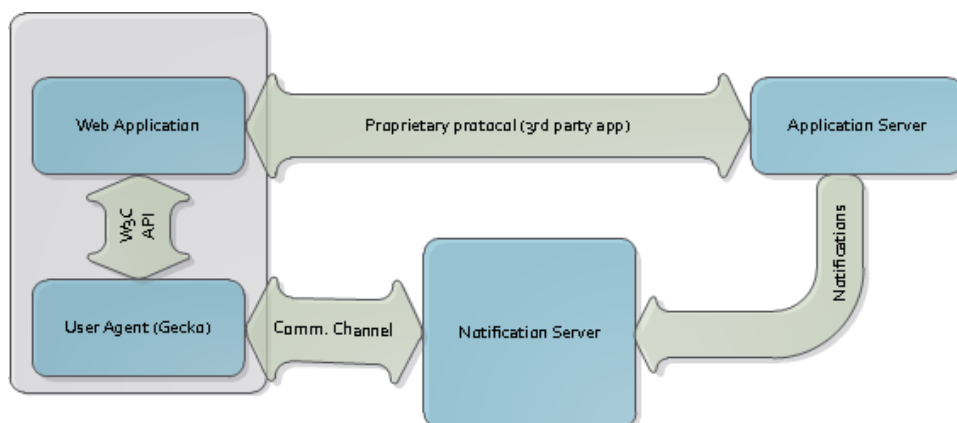 Web Application
Proprietary protocol (3rd party app)
Application Server
W3C
API
Notifications
User Agent (Gecko)
Comm. Channel
Notification Server